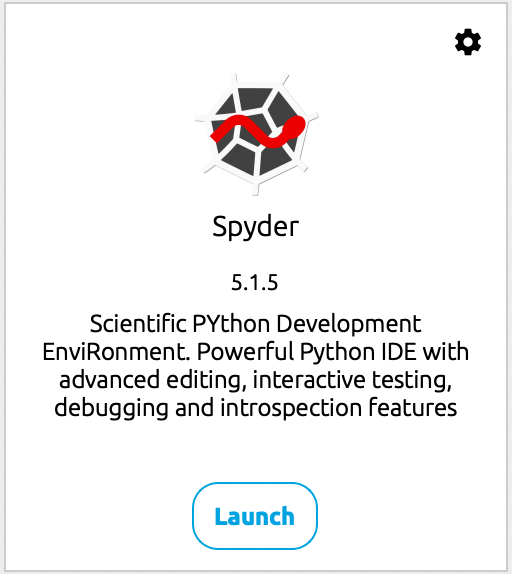 Spyder
5.1.5
Scientific PYthon Development
EnviRonment. Powerful Python IDE with
advanced editing, interactive testing,
debugging and introspection features
Launch